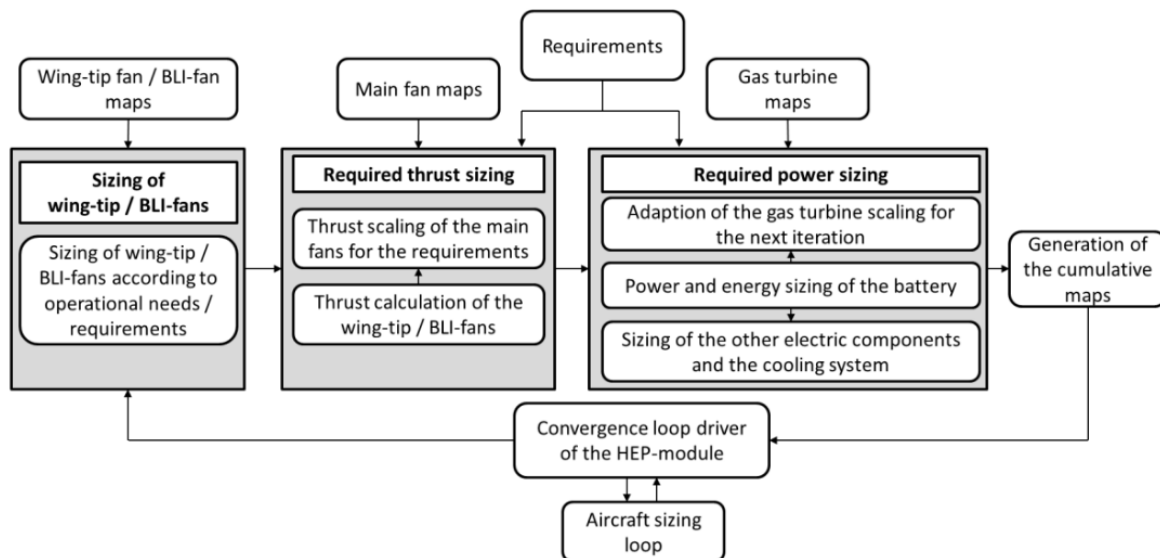 Requirements
Wing-tip fan / BLI-fan
maps
Main fan maps
Gas turbine
maps
Sizing of
wing-tip / BLI-fans
Sizing of wing-tip /
BLI-fans according to
operational needs /
requirements
Required thrust sizing
Thrust scaling of the main
fans for the requirements
Thrust calculation of the
wing-tip / BLI-fans
Required power sizing
Adaption of the gas turbine scaling for
the next iteration
Power and energy sizing of the battery
Sizing of the other electric components
and the cooling system
Generation of
the cumulative
maps
Convergence loop driver
of the HEP-module
Aircraft sizing
loop